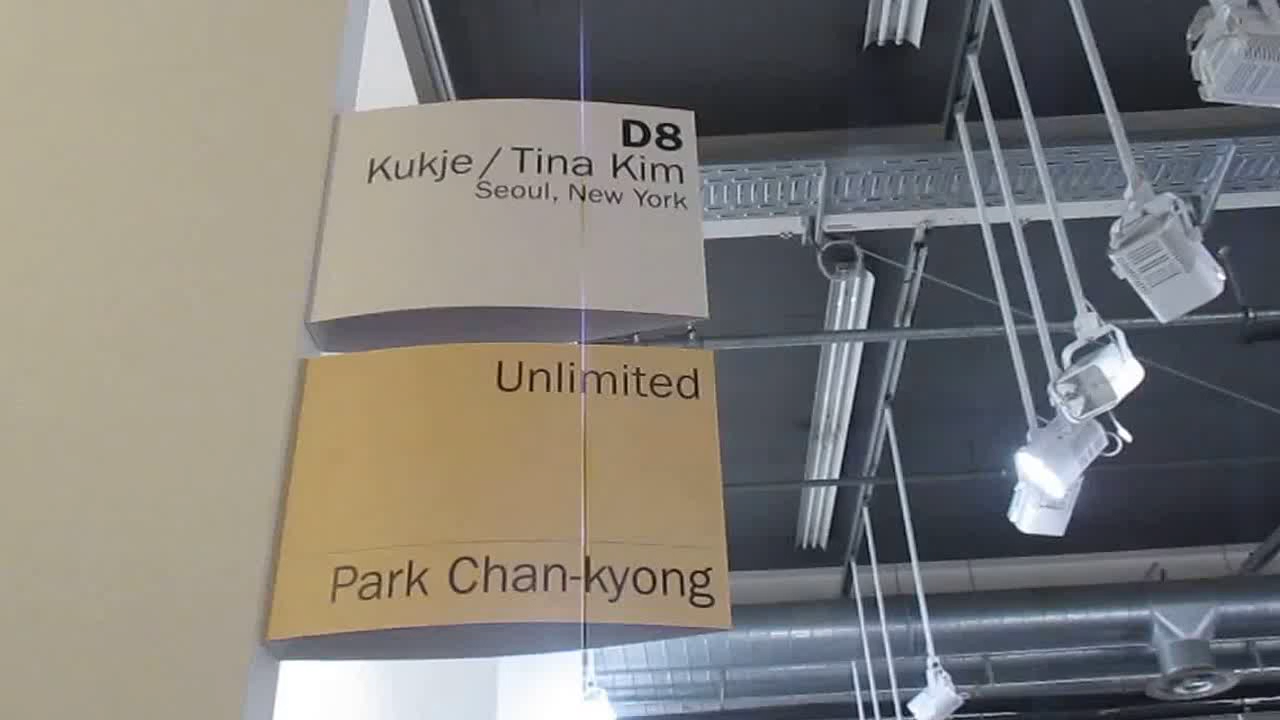 D8
Kukje / Tina Kim
Seoul, New York
Unlimited
Park Chan-kyong